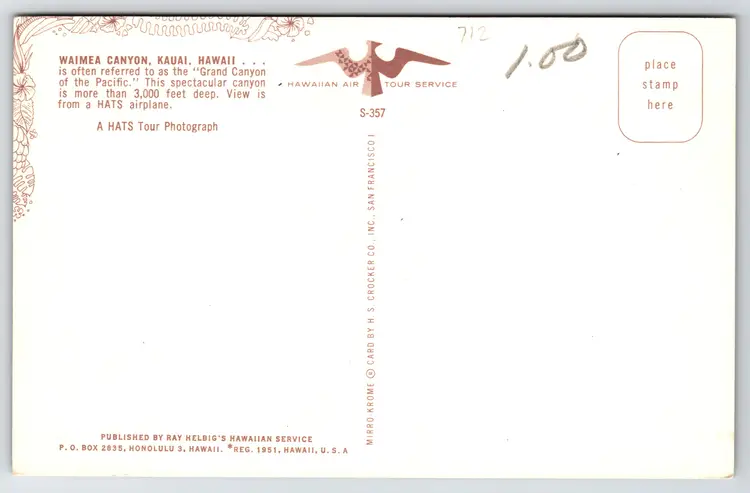 WAIMEA CANYON, KAUAI, HAWAII . . .
is often referred to as the "Grand Canyon
of the Pacific." This spectacular canyon
is more than 3,000 feet deep. View is
from a HATS airplane.
A HATS Tour Photograph
HAWAIIAN AIR TOUR SERVICE
S-357
712
1.00
place
stamp
here
MIRRO-KROME ® CARD BY H S. CROCKER CO., INC., SAN FRANCISCO 1
PUBLISHED BY RAY HELBIG'S HAWAIIAN SERVICE
P. O. BOX 2835, HONOLULU 3, HAWAII. *REG. 1951, HAWAII, U. S. A